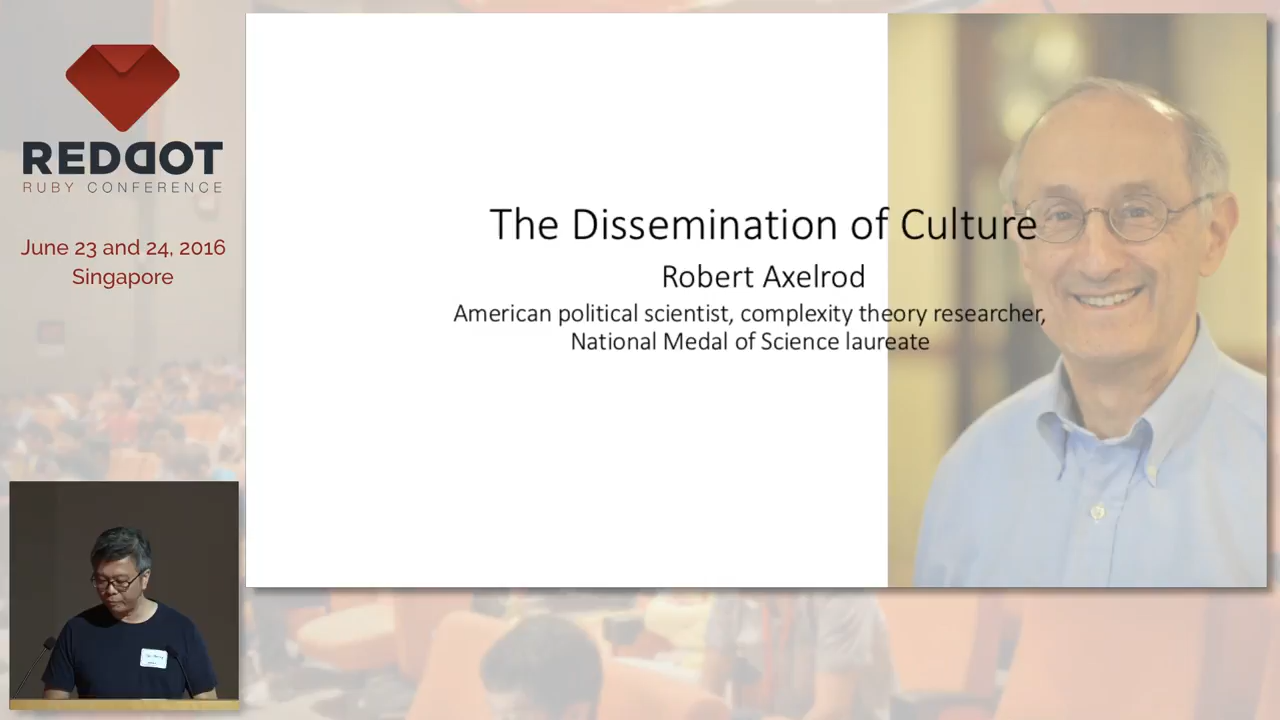 REDDOT
RUBY CONFERENCE
June 23 and 24, 2016
Singapore
The Dissemination of Culture
Robert Axelrod
American political scientist, complexity theory researcher,
National Medal of Science laureate